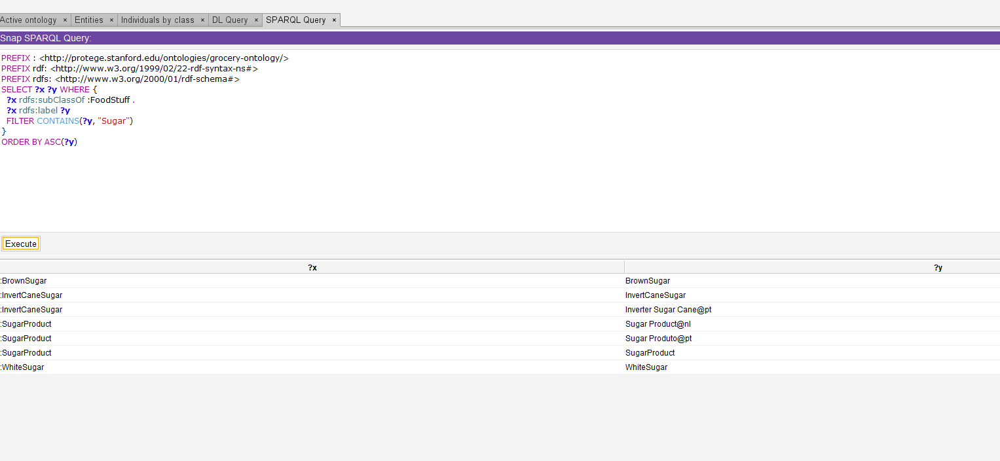 Active ontology × Entities × Individuals by class × DL Query × SPARQL Query ×
Snap SPARQL Query:
PREFIX : <http://protege.stanford.edu/ontologies/grocery-ontology/>
PREFIX rdf: <http://www.w3.org/1999/02/22-rdf-syntax-ns#>
PREFIX rdfs: <http://www.w3.org/2000/01/rdf-schema#>
SELECT ?x ?y WHERE {
?x rdfs:subClassOf :FoodStuff .
?x rdfs:label ?y
FILTER CONTAINS(?y, "Sugar")
}
ORDER BY ASC(?y)
Execute
?x ?y
:BrownSugar BrownSugar
:InvertCaneSugar InvertCaneSugar
:InvertCaneSugar Inverter Sugar Cane@pt
:SugarProduct Sugar Product@nl
:SugarProduct Sugar Produto@pt
:SugarProduct SugarProduct
:WhiteSugar WhiteSugar